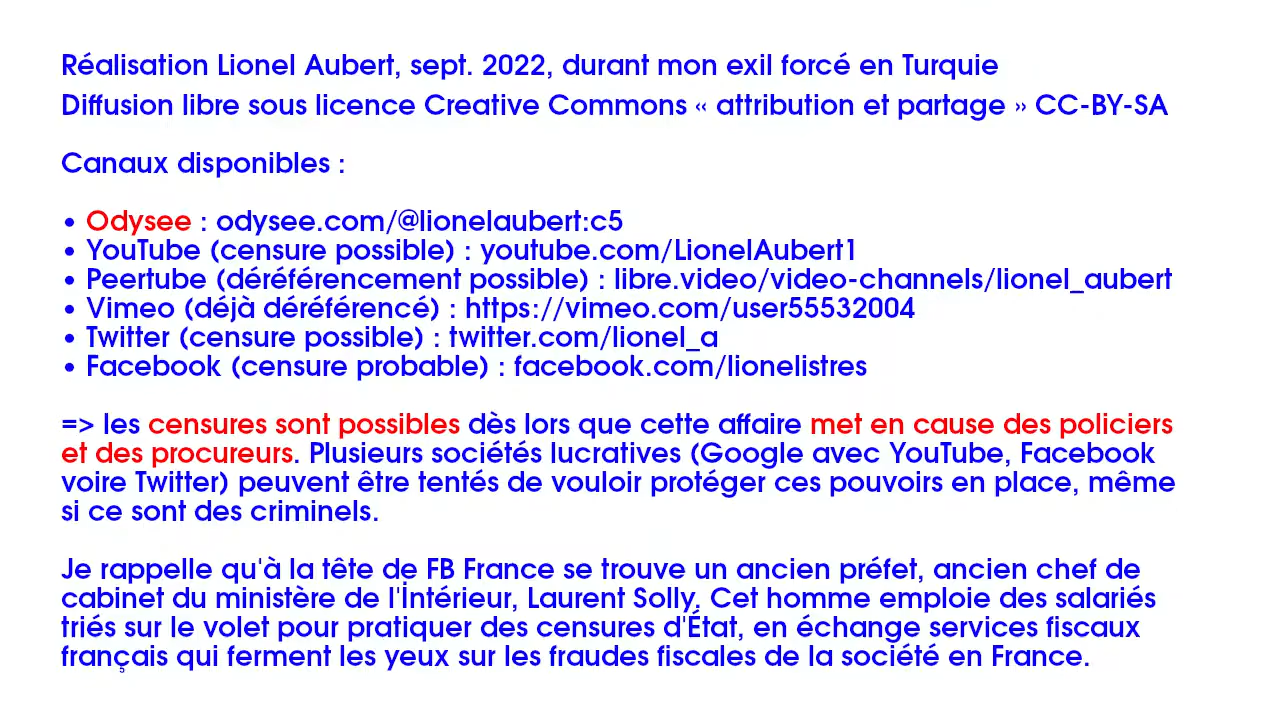 Réalisation Lionel Aubert, sept. 2022, durant mon exil forcé en Turquie
Diffusion libre sous licence Creative Commons « attribution et partage » CC-BY-SA
Canaux disponibles :
• Odysee : odysee.com/@lionelaubert:c5
• YouTube (censure possible) : youtube.com/LionelAubert1
• Peertube (déréférencement possible) : libre.video/video-channels/lionel_aubert
• Vimeo (déjà déréférencé) : https://vimeo.com/user55532004
• Twitter (censure possible) : twitter.com/lionel_a
• Facebook (censure probable) : facebook.com/lionelistres
=> les censures sont possibles dès lors que cette affaire met en cause des policiers
et des procureurs. Plusieurs sociétés lucratives (Google avec YouTube, Facebook
voire Twitter) peuvent être tentés de vouloir protéger ces pouvoirs en place, même
si ce sont des criminels.
Je rappelle qu'à la tête de FB France se trouve un ancien préfet, ancien chef de
cabinet du ministère de l'Intérieur, Laurent Solly. Cet homme emploie des salariés
triés sur le volet pour pratiquer des censures d'État, en échange services fiscaux
français qui ferment les yeux sur les fraudes fiscales de la société en France.